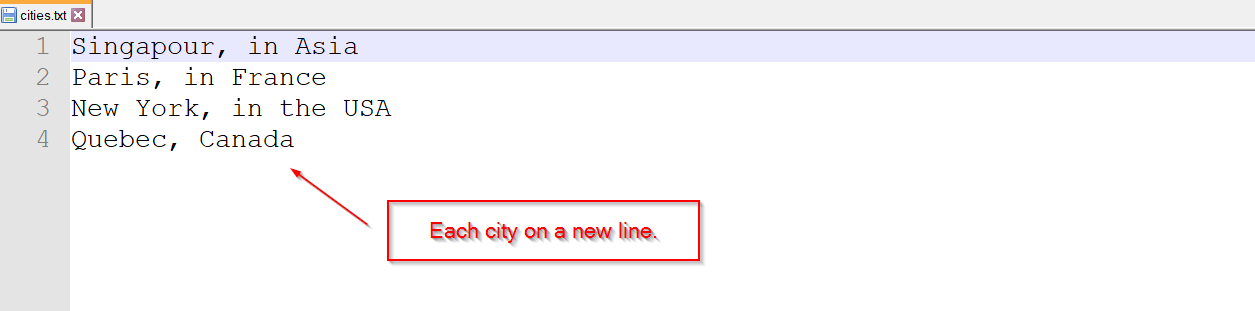 cities.txt
1 Singapour, in Asia
2 Paris, in France
3 New York, in the USA
4 Quebec, Canada
Each city on a new line.